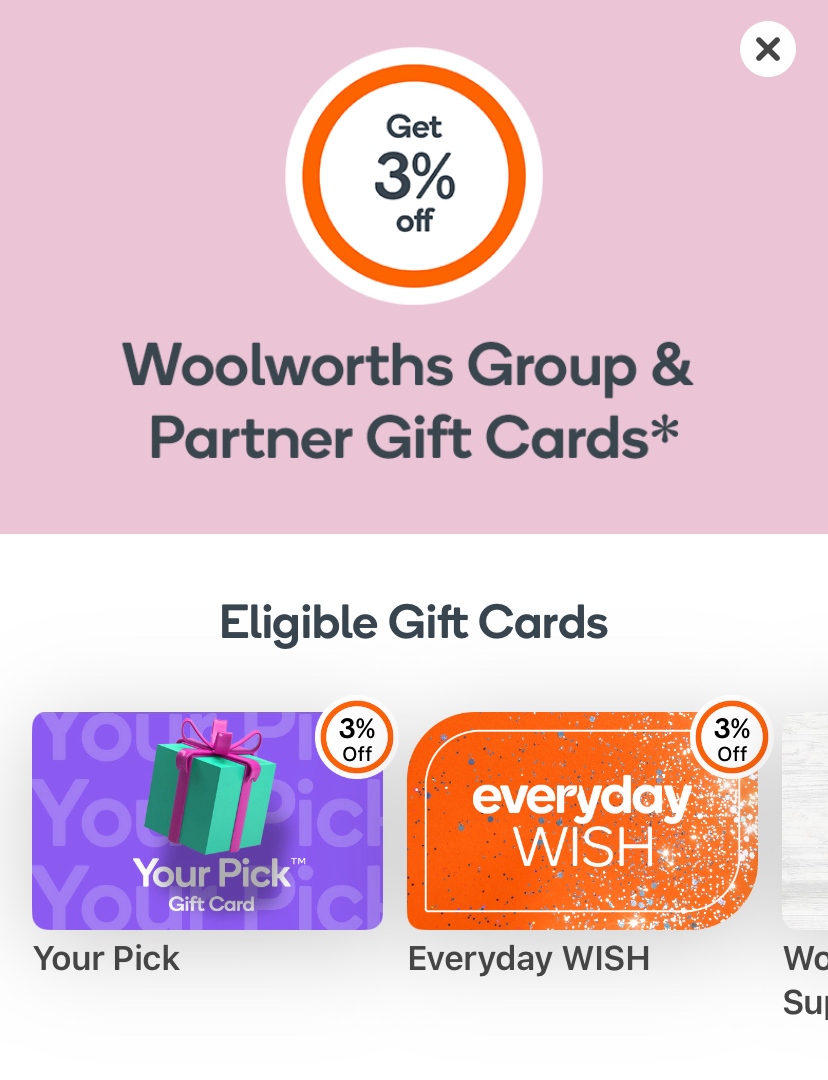 Get
3%
off
Woolworths Group &
Partner Gift Cards*
Eligible Gift Cards
Your Pi
Your Pick
Your Pick
Your Pick™
Gift Card
3%
Off
everyday
WISH
3%
Off
Your Pick
Everyday WISH
Wo
Sup